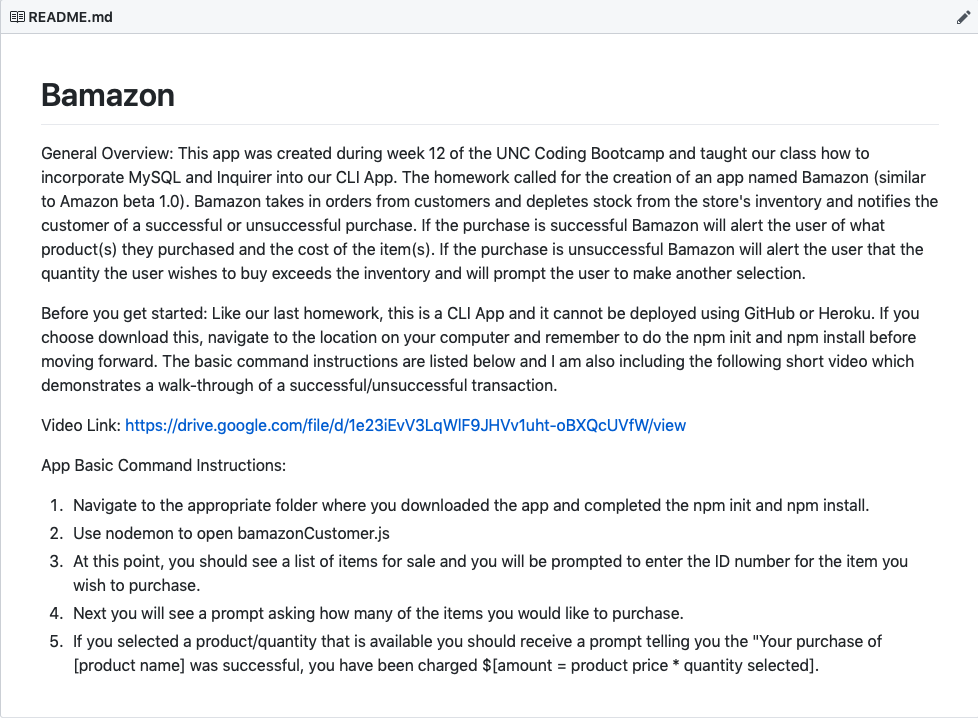 README.md
Bamazon
General Overview: This app was created during week 12 of the UNC Coding Bootcamp and taught our class how to
incorporate MySQL and Inquirer into our CLI App. The homework called for the creation of an app named Bamazon (similar
to Amazon beta 1.0). Bamazon takes in orders from customers and depletes stock from the store's inventory and notifies the
customer of a successful or unsuccessful purchase. If the purchase is successful Bamazon will alert the user of what
product(s) they purchased and the cost of the item(s). If the purchase is unsuccessful Bamazon will alert the user that the
quantity the user wishes to buy exceeds the inventory and will prompt the user to make another selection.
Before you get started: Like our last homework, this is a CLI App and it cannot be deployed using GitHub or Heroku. If you
choose download this, navigate to the location on your computer and remember to do the npm init and npm install before
moving forward. The basic command instructions are listed below and I am also including the following short video which
demonstrates a walk-through of a successful/unsuccessful transaction.
Video Link: https://drive.google.com/file/d/1e23iEvV3LqWlF9JHVv1uht-oBXQcUVfW/view
App Basic Command Instructions:
1. Navigate to the appropriate folder where you downloaded the app and completed the npm init and npm install.
2. Use nodemon to open bamazonCustomer.js
3. At this point, you should see a list of items for sale and you will be prompted to enter the ID number for the item you
wish to purchase.
4. Next you will see a prompt asking how many of the items you would like to purchase.
5. If you selected a product/quantity that is available you should receive a prompt telling you the "Your purchase of
[product name] was successful, you have been charged $[amount = product price * quantity selected].